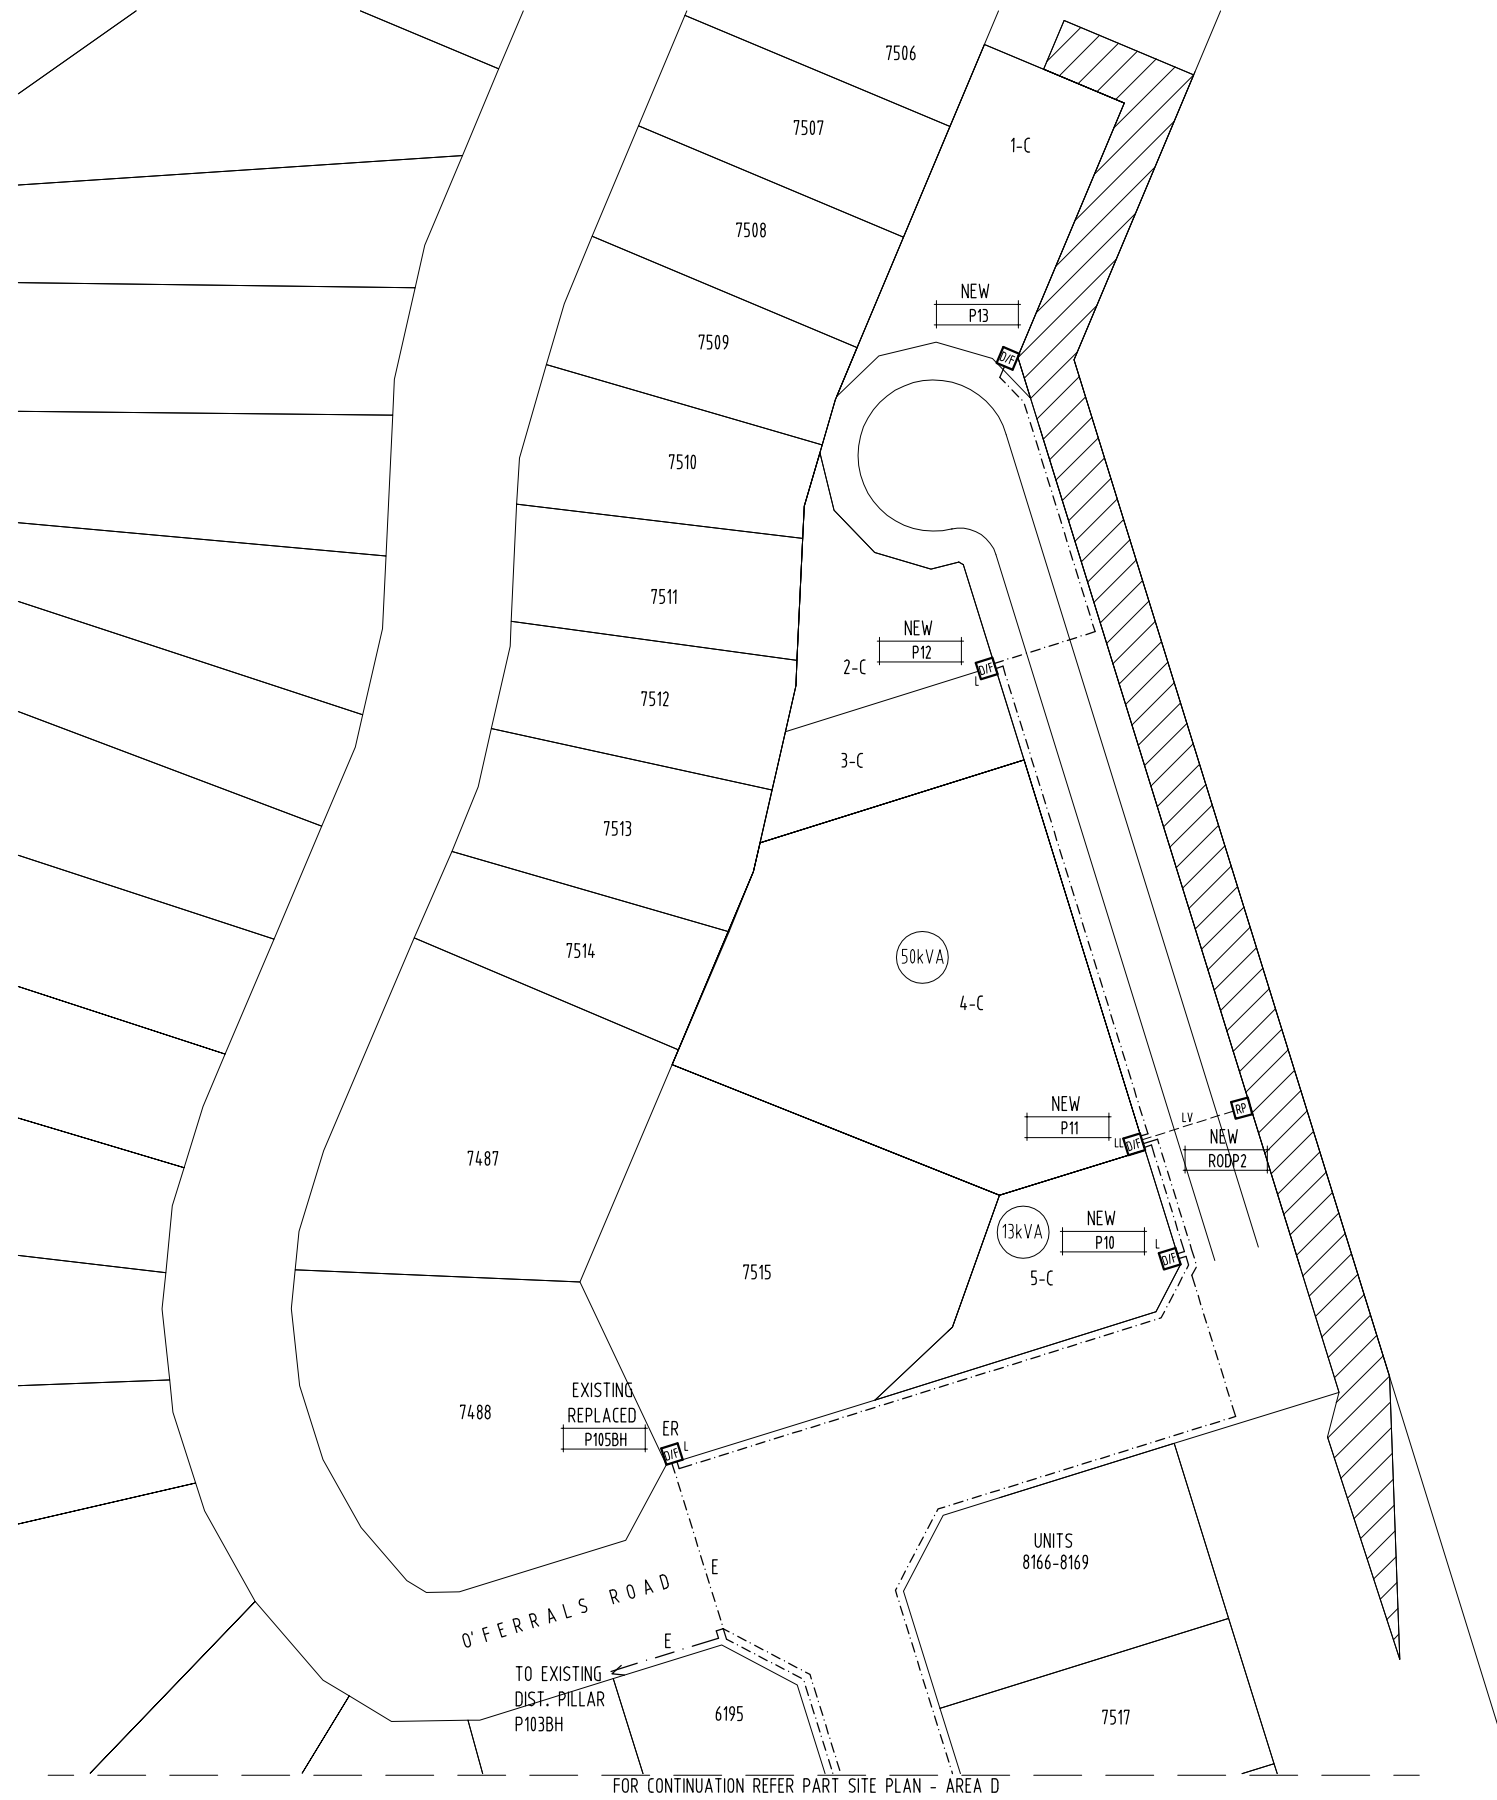 7506
7507
1-C
7508
NEW
P13
7509
D/F
7510
7511
NEW
P12
2-C
D/F
L
7512
3-C
7513
7514
50kVA
4-C
NEW
P11
LL
D/F
LV
RP
NEW
RODP2
7487
NEW
P10
13kVA
L
D/F
5-C
7515
EXISTING
REPLACED
P105BH
ER
D/F
L
7488
UNITS
8166-8169
E
O'FERRALS ROAD
E
TO EXISTING
DIST. PILLAR
P103BH
6195
7517
FOR CONTINUATION REFER PART SITE PLAN - AREA D